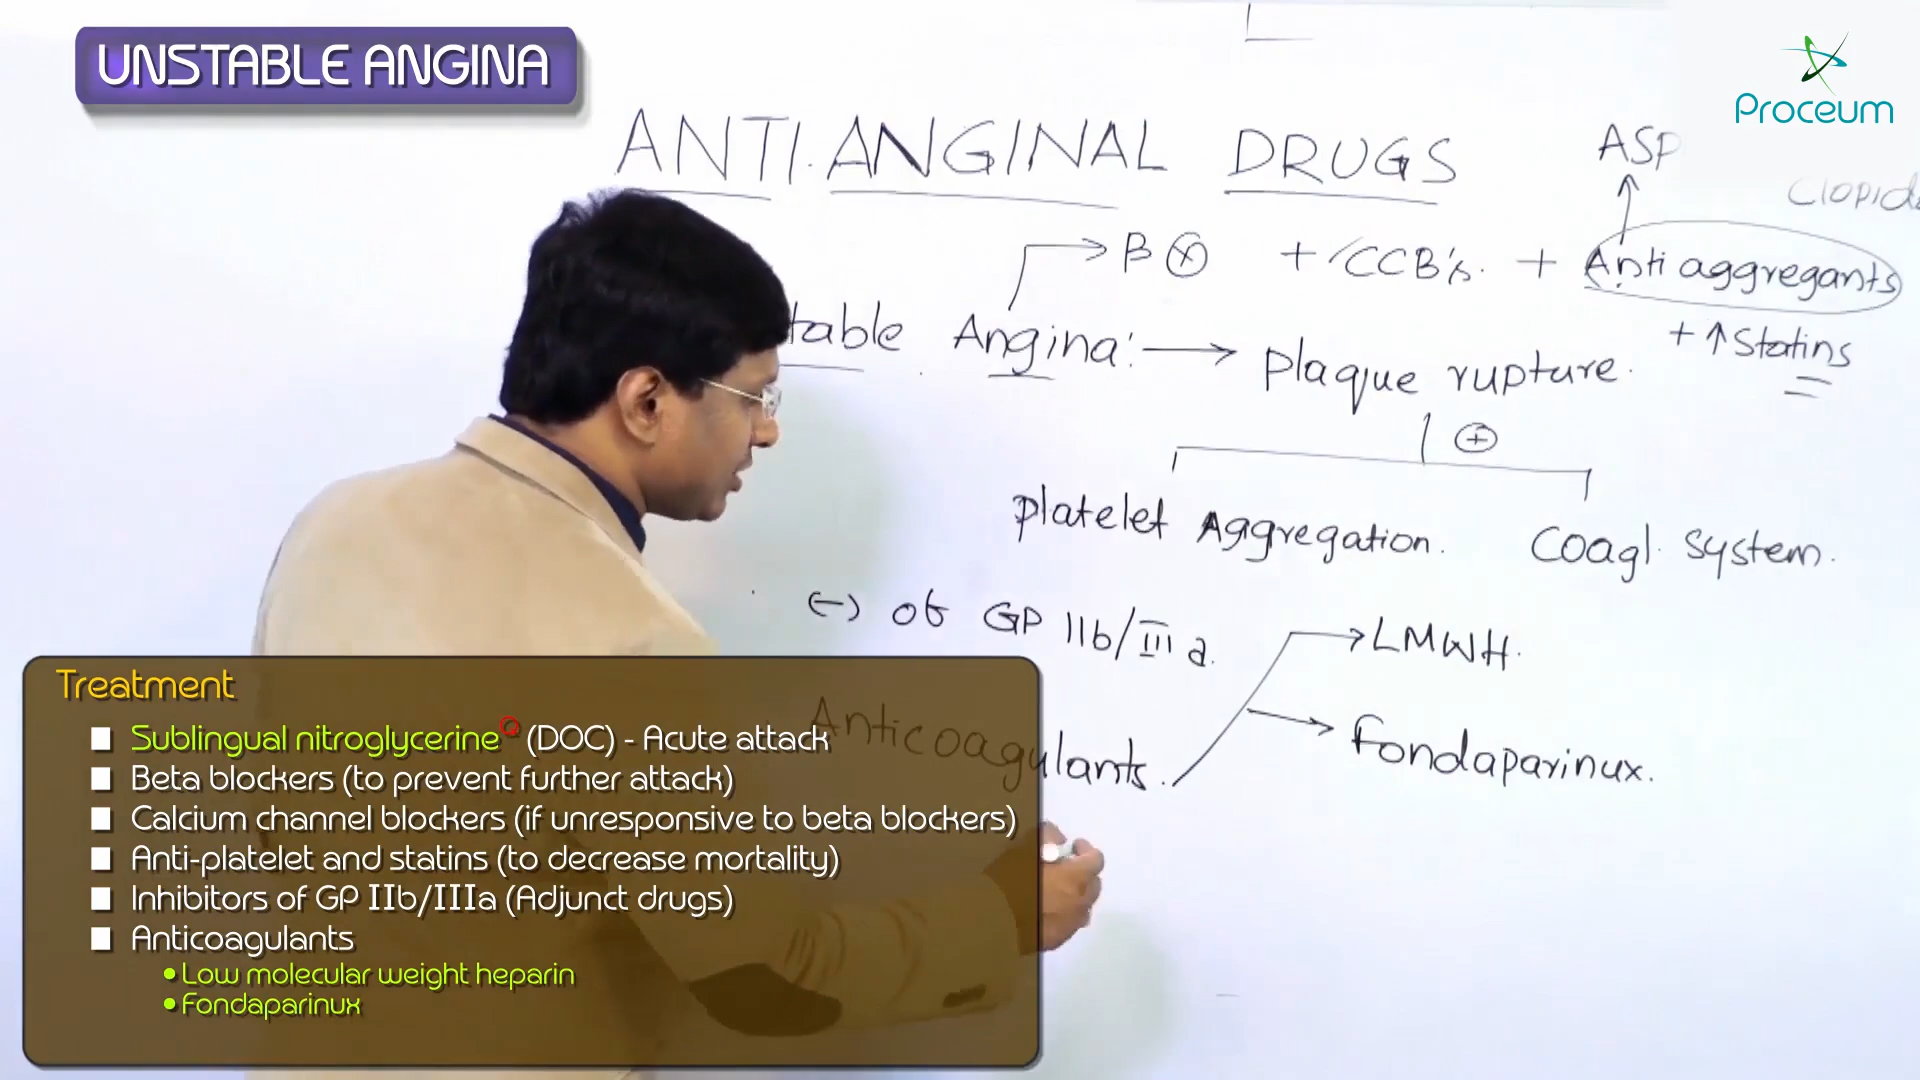 UNSTABLE ANGINA
Proceum
ANTI ANGINAL DRUGS
ASP
Clopid
β ⊗ + CCB's. + Anti aggregants
+ ↑ Statins
table Angina: → plaque rupture.
⊕
platelet Aggregation. Coagl. System.
(-) of GP IIb/IIIa.
→ LMWH.
Anticoagulants.
→ Fondaparinux.
Treatment
Sublingual nitroglycerine (DOC) - Acute attack
Beta blockers (to prevent further attack)
Calcium channel blockers (if unresponsive to beta blockers)
Anti-platelet and statins (to decrease mortality)
Inhibitors of GP IIb/IIIa (Adjunct drugs)
Anticoagulants
• Low molecular weight heparin
• Fondaparinux